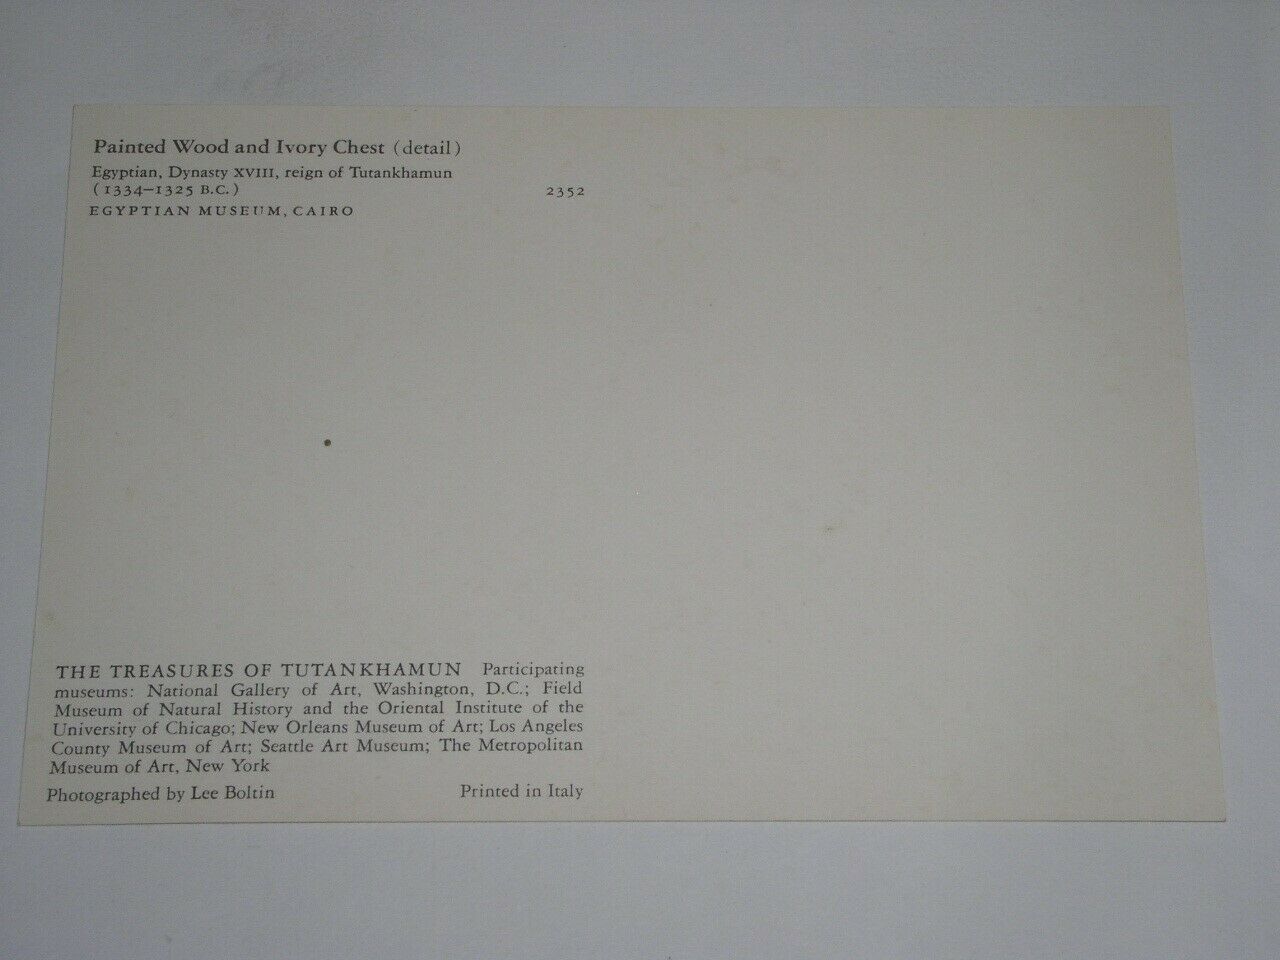 Painted Wood and Ivory Chest (detail)
Egyptian, Dynasty XVIII, reign of Tutankhamun
(1334–1325 B.C.) 2352
EGYPTIAN MUSEUM, CAIRO
THE TREASURES OF TUTANKHAMUN Participating
museums: National Gallery of Art, Washington, D.C.; Field
Museum of Natural History and the Oriental Institute of the
University of Chicago; New Orleans Museum of Art; Los Angeles
County Museum of Art; Seattle Art Museum; The Metropolitan
Museum of Art, New York
Photographed by Lee Boltin Printed in Italy